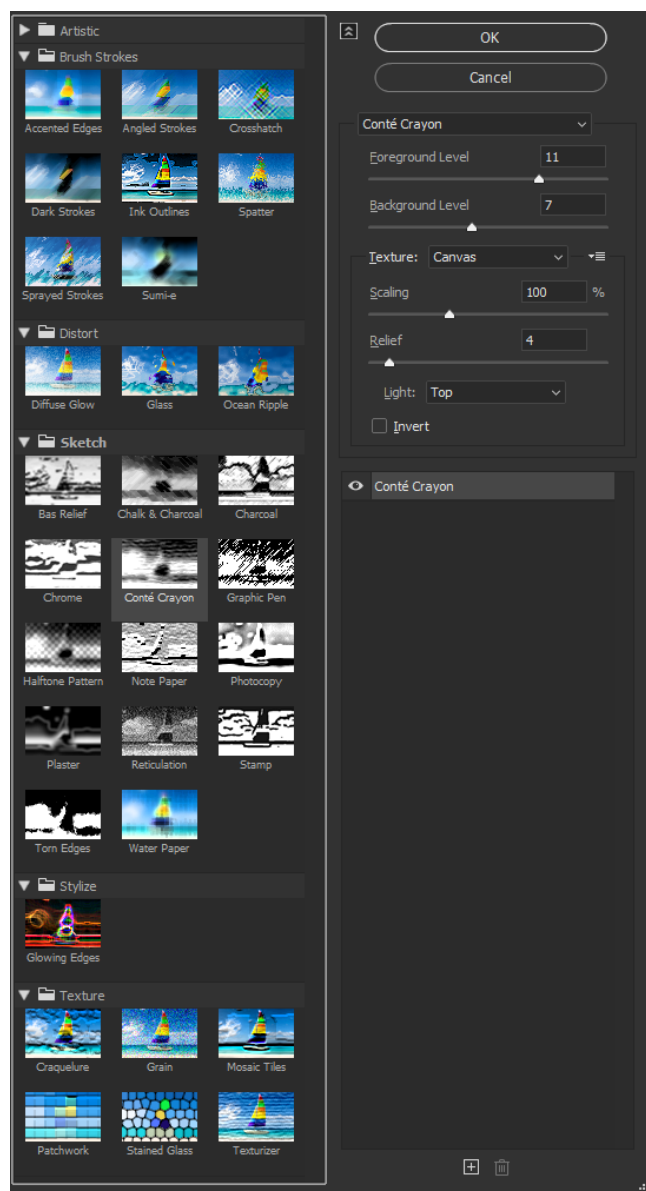 Artistic
Brush Strokes
Accented Edges
Angled Strokes
Crosshatch
Dark Strokes
Ink Outlines
Spatter
Sprayed Strokes
Sumi-e
Distort
Diffuse Glow
Glass
Ocean Ripple
Sketch
Bas Relief
Chalk & Charcoal
Charcoal
Chrome
Conté Crayon
Graphic Pen
Halftone Pattern
Note Paper
Photocopy
Plaster
Reticulation
Stamp
Torn Edges
Water Paper
Stylize
Glowing Edges
Texture
Craquelure
Grain
Mosaic Tiles
Patchwork
Stained Glass
Texturizer
OK
Cancel
Conté Crayon
Foreground Level 11
Background Level 7
Texture: Canvas
Scaling 100 %
Relief 4
Light: Top
Invert
Conté Crayon